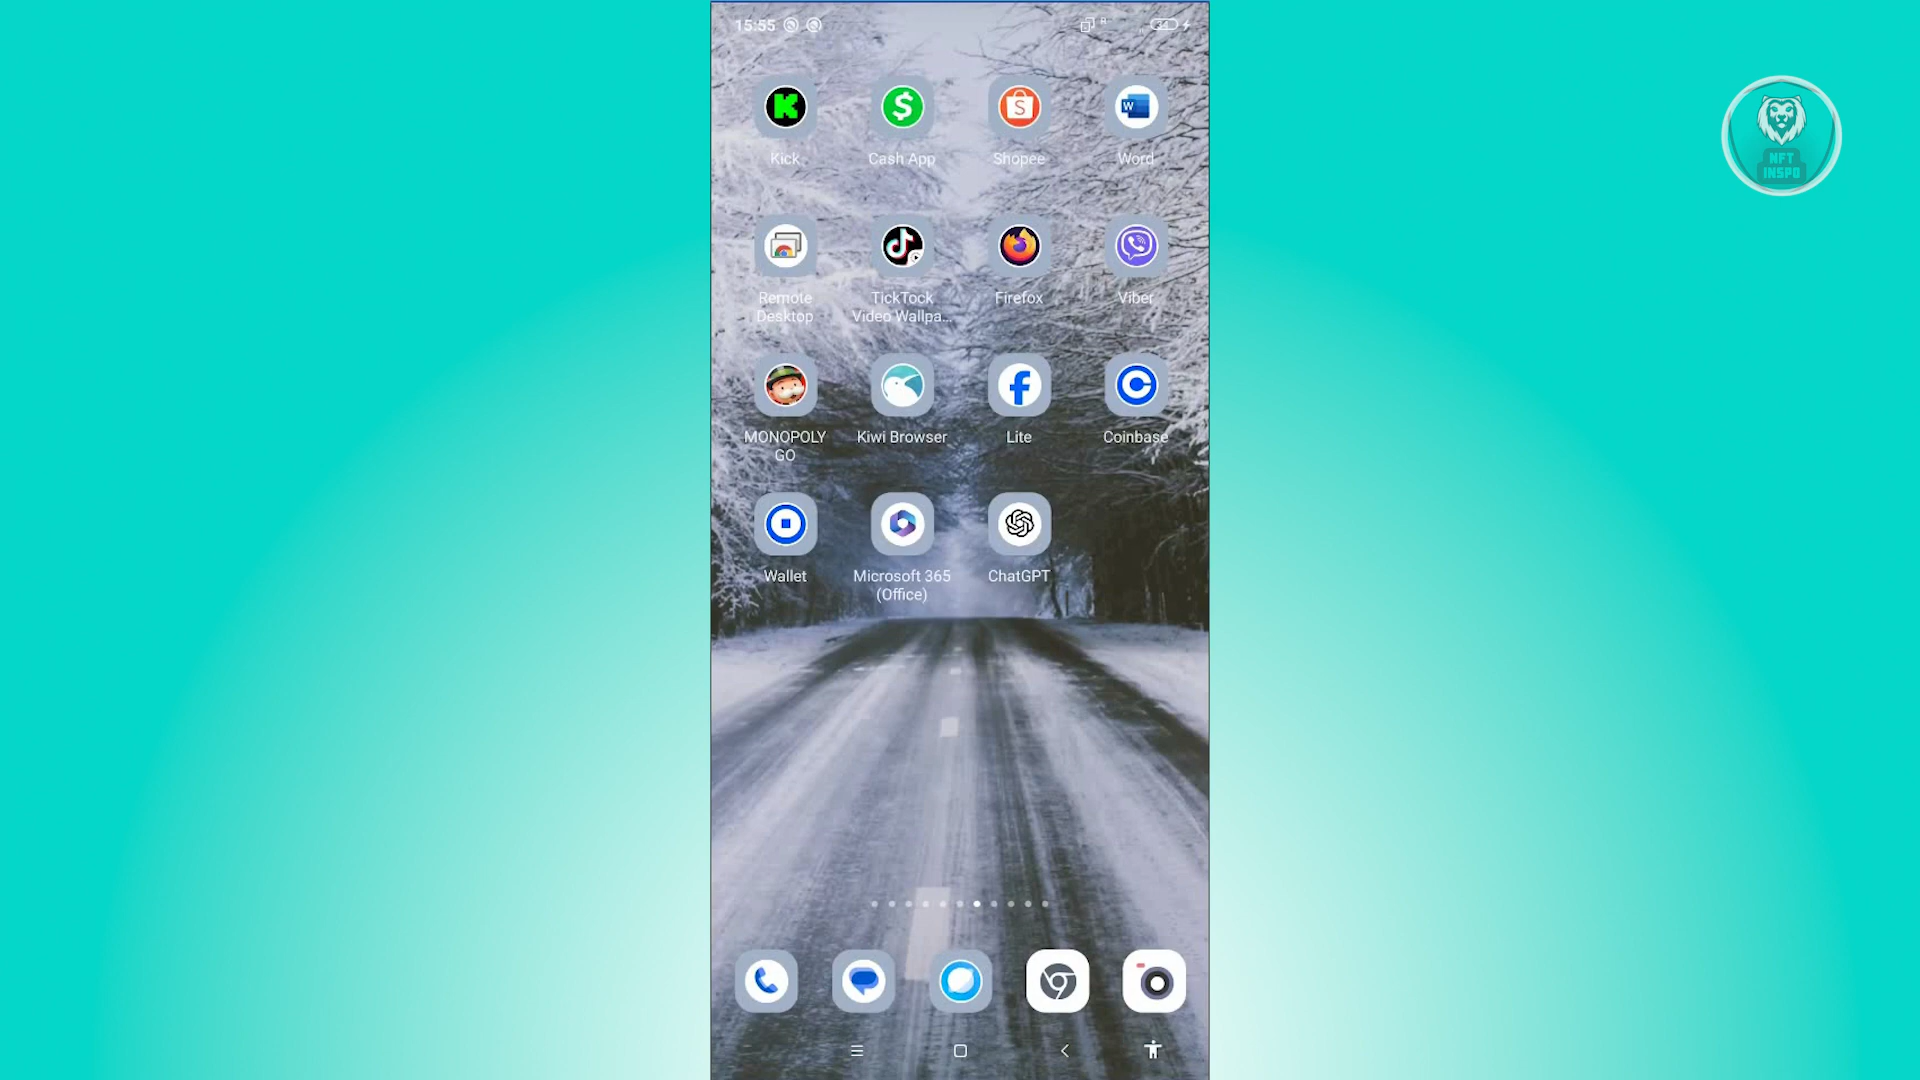 15:55
34
NFT
INSPO
Kick
Cash App
Shopee
Word
Remote
Desktop
TickTock
Video Wallpa...
Firefox
Viber
MONOPOLY
GO
Kiwi Browser
Lite
Coinbase
Wallet
Microsoft 365
(Office)
ChatGPT